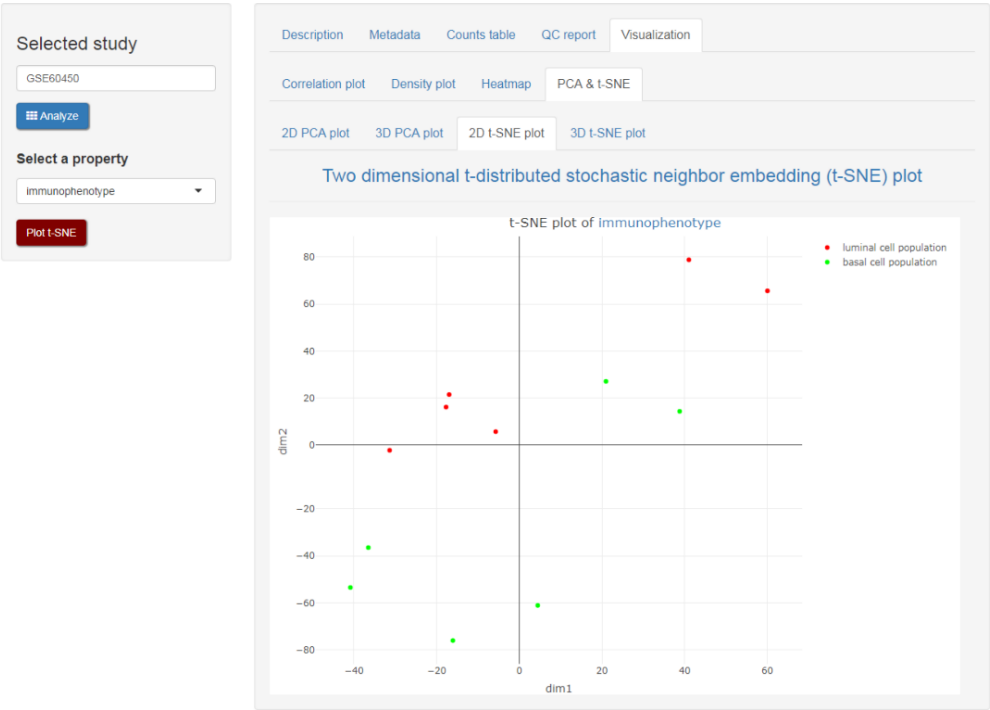 Selected study
GSE60450
Analyze
Select a property
immunophenotype
Plot t-SNE
Description Metadata Counts table QC report Visualization
Correlation plot Density plot Heatmap PCA & t-SNE
2D PCA plot 3D PCA plot 2D t-SNE plot 3D t-SNE plot
Two dimensional t-distributed stochastic neighbor embedding (t-SNE) plot
t-SNE plot of Immunophenotype
luminal cell population
basal cell population
80
60
40
20
0
−20
−40
−60
−80
dim2
−40 −20 0 20 40 60
dim1